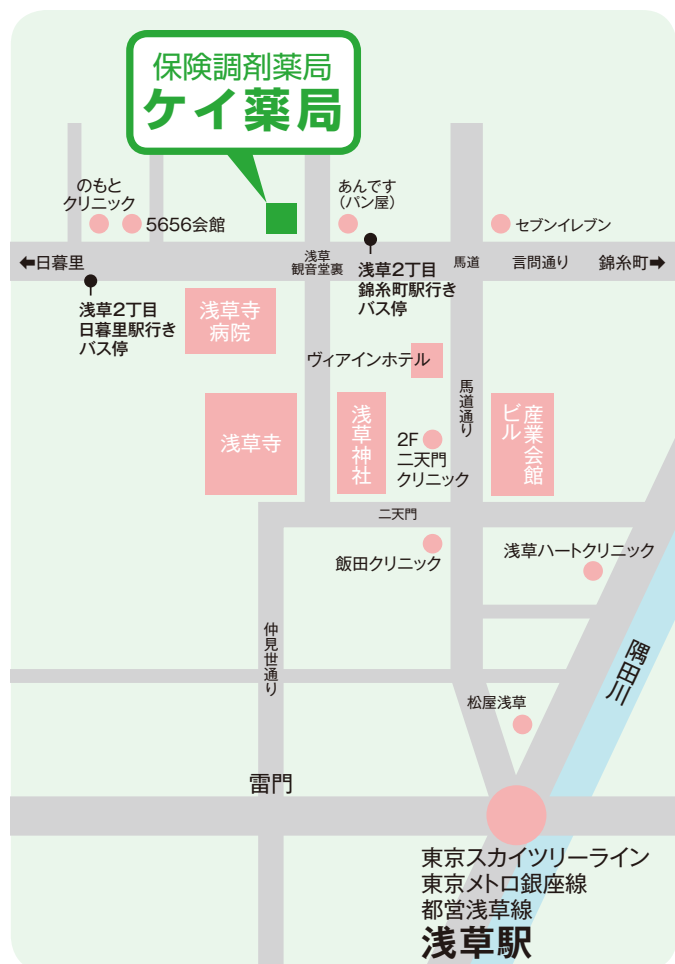 保険調剤薬局
ケイ薬局
のもと
クリニック
5656会館
あんです
(パン屋)
セブンイレブン
←日暮里
浅草
観音堂裏
浅草2丁目
錦糸町駅行き
バス停
馬道
言問通り
錦糸町→
浅草2丁目
日暮里駅行き
バス停
浅草寺
病院
ヴィアインホテル
馬道通り
浅草寺
浅草神社
2F
二天門
クリニック
産業会館
ビル
二天門
飯田クリニック
浅草ハートクリニック
仲見世通り
隅田川
松屋浅草
雷門
東京スカイツリーライン
東京メトロ銀座線
都営浅草線
浅草駅